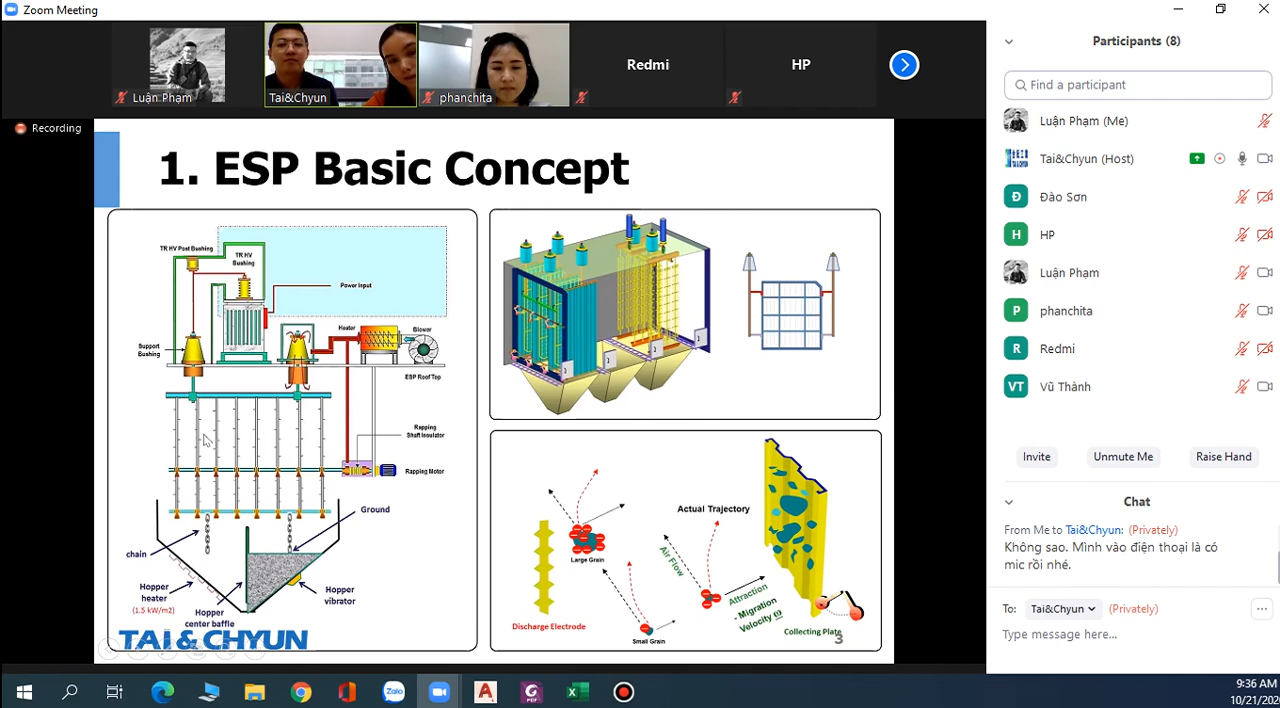 Zoom Meeting
Luận Phạm
Tai&Chyun
phanchita
Redmi
HP
Recording
1. ESP Basic Concept
TR HV Post Bushing
TR HV
Bushing
Power Input
Support
Bushing
Heater
Blower
ESP Roof Top
Rapping
Shaft Insulator
Rapping Motor
Ground
chain
Hopper
heater
(1.5 kW/m2)
Hopper
center baffle
Hopper
vibrator
TAI & CHYUN
1
2
3
Discharge Electrode
Large Grain
Small Grain
Air Flow
Actual Trajectory
Attraction
- Migration
Velocity ω
Collecting Plate
3
Participants (8)
Find a participant
Luận Phạm (Me)
Tai&Chyun (Host)
Đ
Đào Sơn
H
HP
Luận Phạm
P
phanchita
R
Redmi
VT
Vũ Thành
Invite
Unmute Me
Raise Hand
Chat
From Me to Tai&Chyun: (Privately)
Không sao. Mình vào điện thoại là có
mic rồi nhé.
To: Tai&Chyun (Privately)
Type message here...
Zalo
9:36 AM
10/21/20